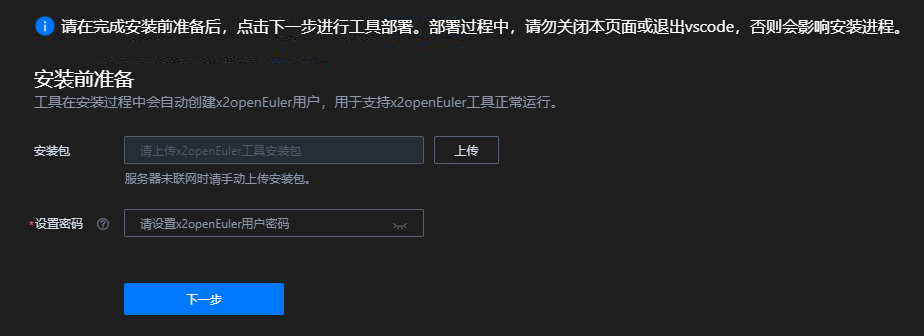 请在完成安装前准备后，点击下一步进行工具部署。部署过程中，请勿关闭本页面或退出vscode，否则会影响安装进程。
安装前准备
工具在安装过程中会自动创建x2openEuler用户，用于支持x2openEuler工具正常运行。
安装包 请上传x2openEuler工具安装包 上传
服务器未联网时请手动上传安装包。
*设置密码 ? 请设置x2openEuler用户密码
下一步